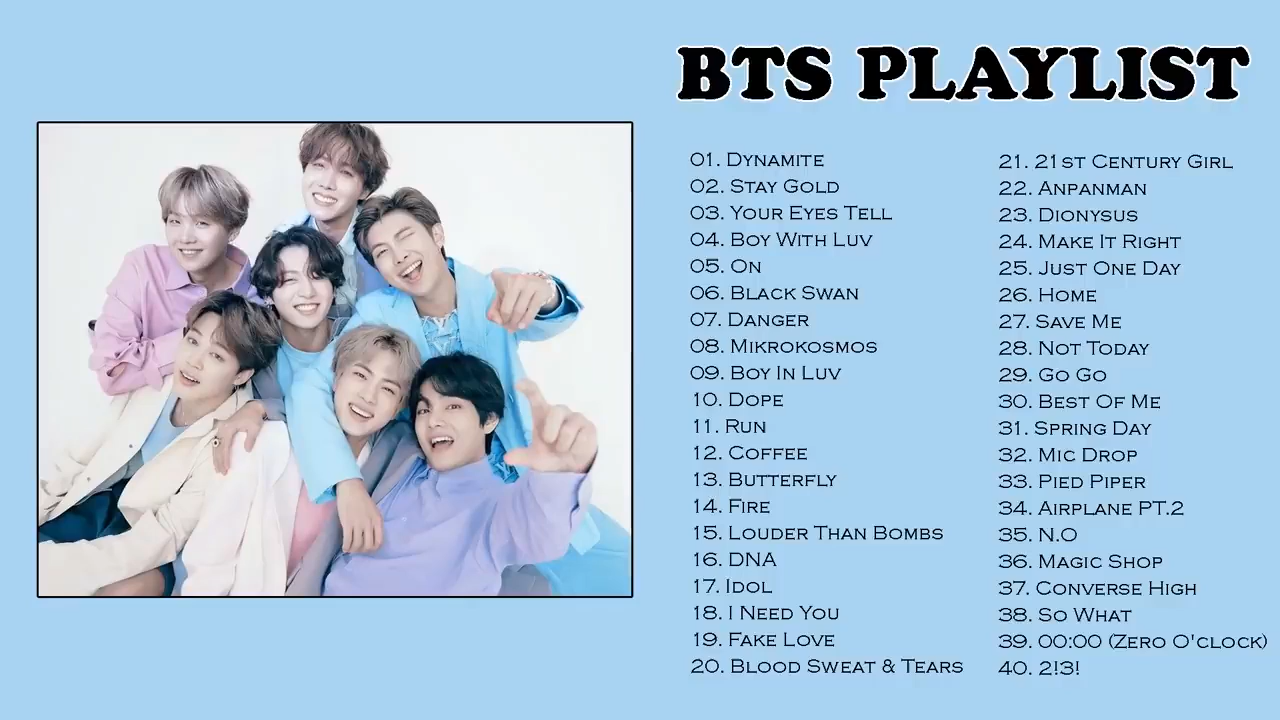 BTS PLAYLIST
01. Dynamite
02. Stay Gold
03. Your Eyes Tell
04. Boy With Luv
05. On
06. Black Swan
07. Danger
08. Mikrokosmos
09. Boy In Luv
10. Dope
11. Run
12. Coffee
13. Butterfly
14. Fire
15. Louder Than Bombs
16. DNA
17. Idol
18. I Need You
19. Fake Love
20. Blood Sweat & Tears
21. 21st Century Girl
22. Anpanman
23. Dionysus
24. Make It Right
25. Just One Day
26. Home
27. Save Me
28. Not Today
29. Go Go
30. Best Of Me
31. Spring Day
32. Mic Drop
33. Pied Piper
34. Airplane PT.2
35. N.O
36. Magic Shop
37. Converse High
38. So What
39. 00:00 (Zero O'clock)
40. 2!3!